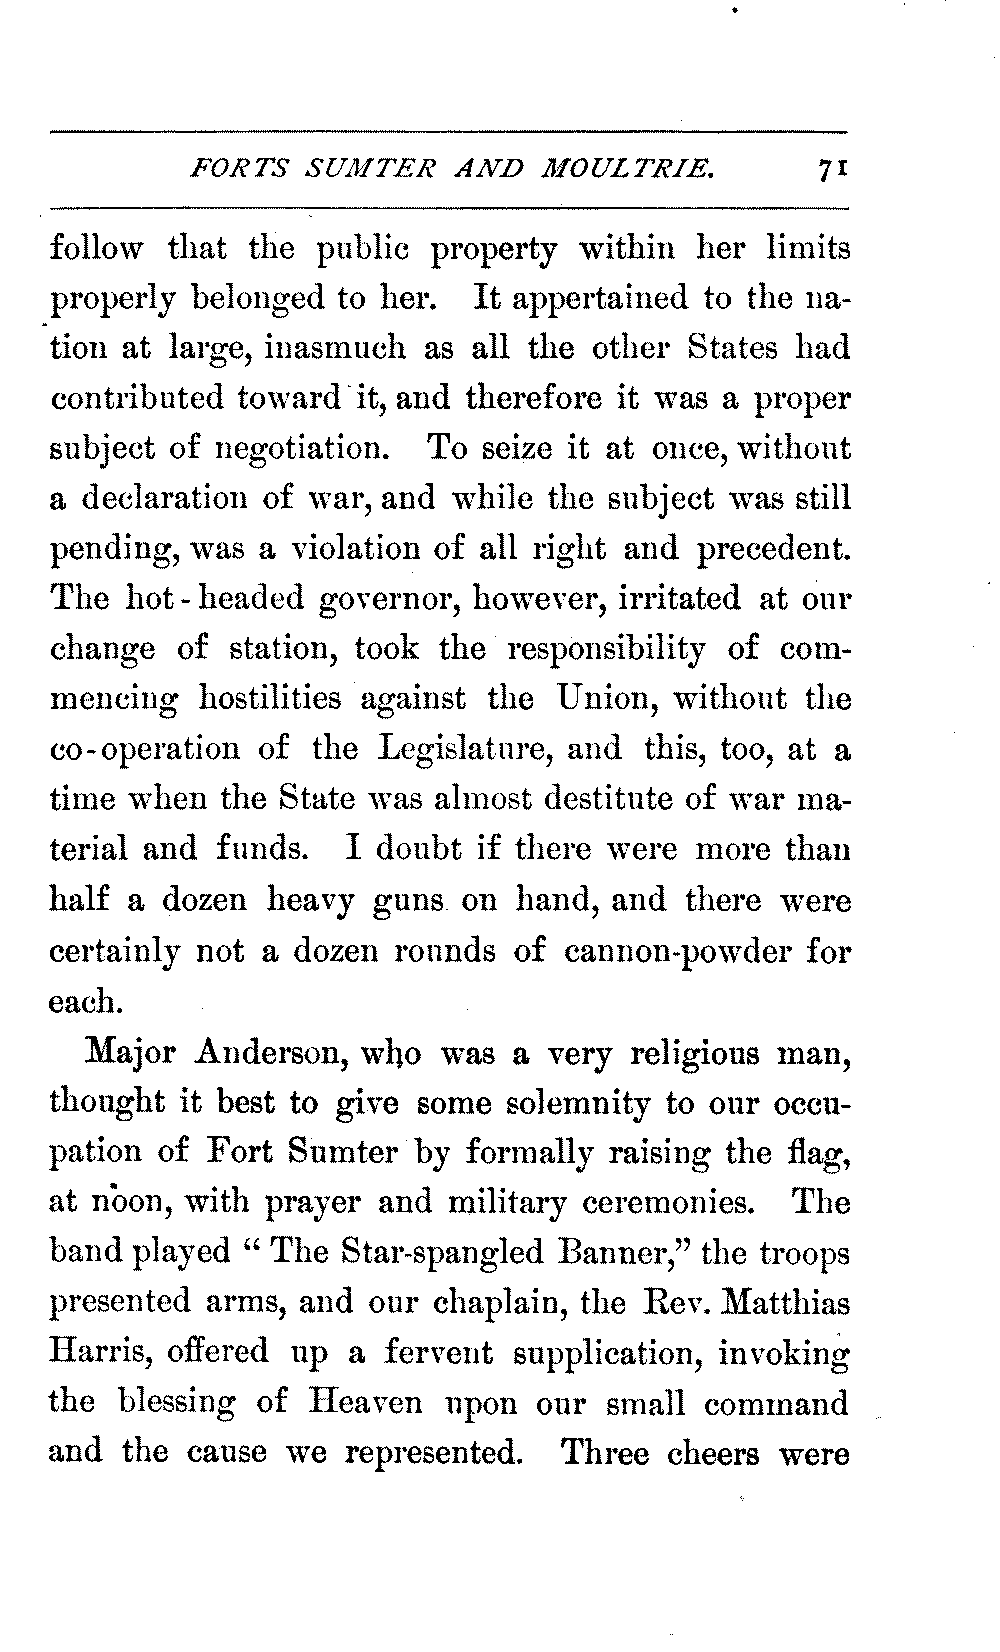 FORTS SUMTER AND MOULTRIE. 71
follow that the public property within her limits
properly belonged to her. It appertained to the na-
tion at large, inasmuch as all the other States had
contributed toward it, and therefore it was a proper
subject of negotiation. To seize it at once, without
a declaration of war, and while the subject was still
pending, was a violation of all right and precedent.
The hot-headed governor, however, irritated at our
change of station, took the responsibility of com-
mencing hostilities against the Union, without the
co-operation of the Legislature, and this, too, at a
time when the State was almost destitute of war ma-
terial and funds. I doubt if there were more than
half a dozen heavy guns on hand, and there were
certainly not a dozen rounds of cannon-powder for
each.
Major Anderson, who was a very religious man,
thought it best to give some solemnity to our occu-
pation of Fort Sumter by formally raising the flag,
at noon, with prayer and military ceremonies. The
band played “The Star-spangled Banner,” the troops
presented arms, and our chaplain, the Rev. Matthias
Harris, offered up a fervent supplication, invoking
the blessing of Heaven upon our small command
and the cause we represented. Three cheers were